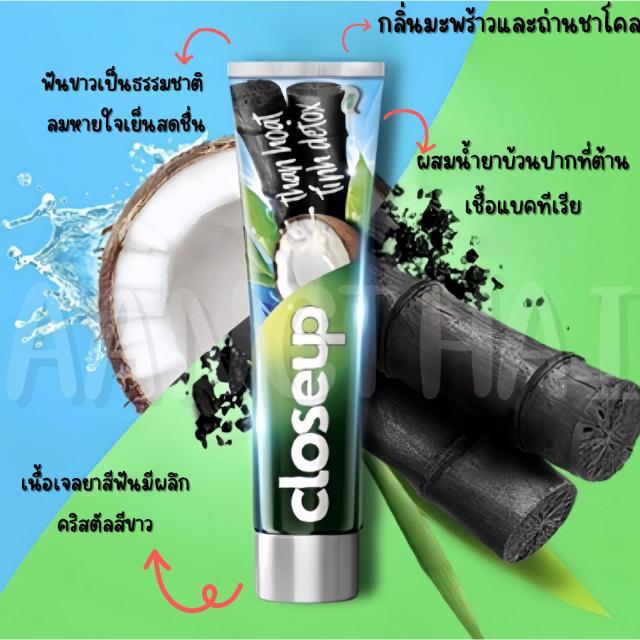 กลิ่นมะพร้าวและถ่านชาโคล
ฟันขาวเป็นธรรมชาติ
ลมหายใจเย็นสดชื่น
ผสมน้ำยาบ้วนปากที่ต้าน
เชื้อแบคทีเรีย
than hoạt
tính detox
closeup
AANGTHAI
เนื้อเจลยาสีฟันมีผลึก
คริสตัลสีขาว